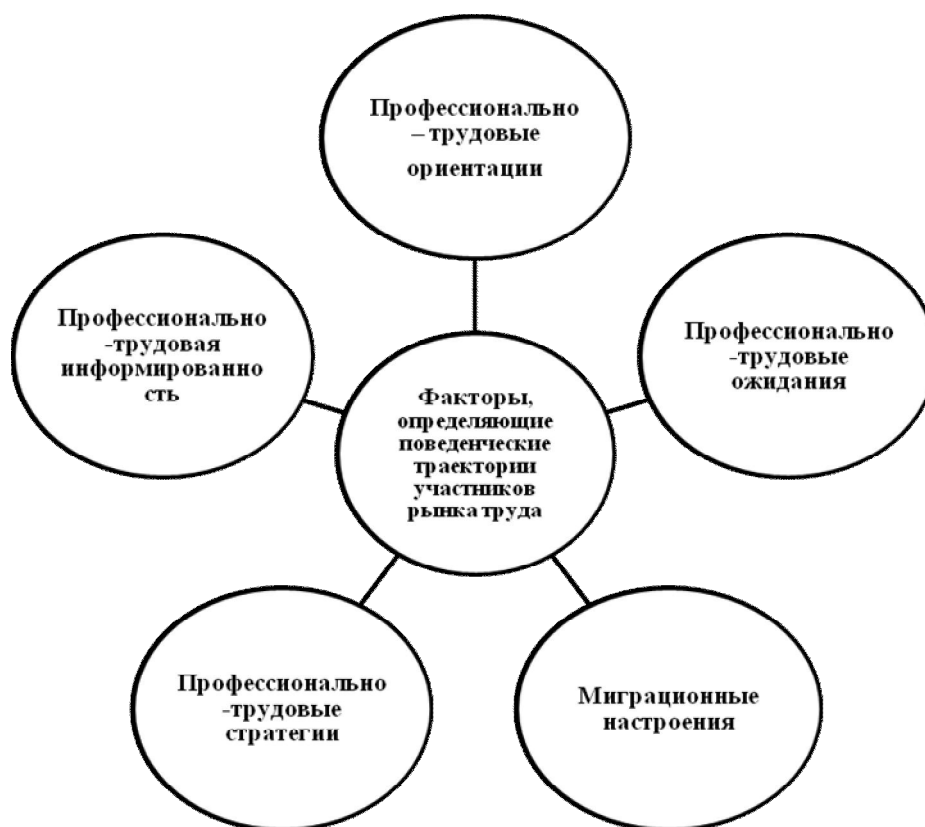 Профессионально
– трудовые
ориентации
Профессионально
-трудовая
информированно
сть
Профессионально
-трудовые
ожидания
Факторы,
определяющие
поведенческие
траектории
участников
рынка труда
Профессионально
-трудовые
стратегии
Миграционные
настроения